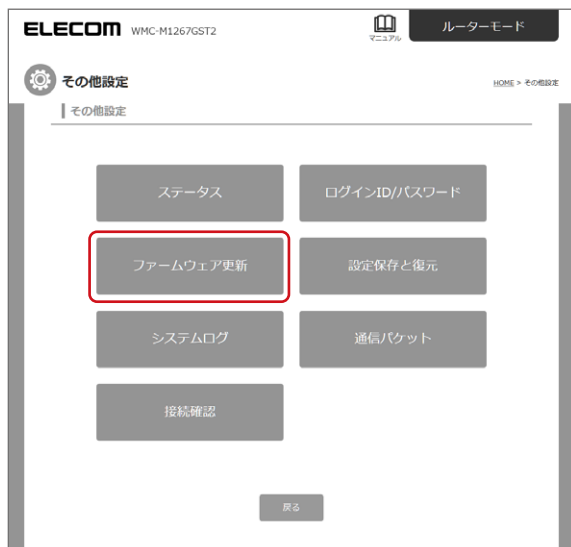 ELECOM WMC-M1267GST2
マニュアル
ルーターモード
その他設定
HOME > その他設定
その他設定
ステータス
ログインID/パスワード
ファームウェア更新
設定保存と復元
システムログ
通信パケット
接続確認
戻る